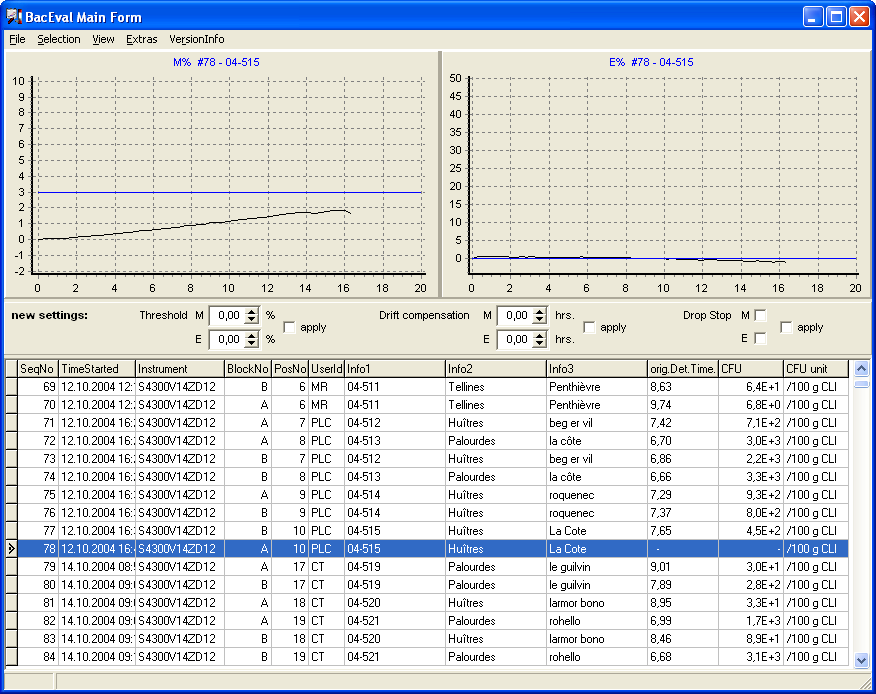 BacEval Main Form
File Selection View Extras VersionInfo
M% #78 - 04-515
10
9
8
7
6
5
4
3
2
1
0
-1
-2
0 2 4 6 8 10 12 14 16 18 20
E% #78 - 04-515
50
45
40
35
30
25
20
15
10
5
0
0 2 4 6 8 10 12 14 16 18 20
new settings: Threshold M 0,00 % apply Drift compensation M 0,00 hrs. apply Drop Stop M apply
E 0,00 % E 0,00 hrs. E
SeqNo TimeStarted Instrument BlockNo PosNo UserId Info1 Info2 Info3 orig.Det.Time. CFU CFU unit
69 12.10.2004 12: S4300V14ZD12 B 6 MR 04-511 Tellines Penthièvre 8,63 6,4E+1 /100 g CLI
70 12.10.2004 12: S4300V14ZD12 A 6 MR 04-511 Tellines Penthièvre 9,74 6,8E+0 /100 g CLI
71 12.10.2004 16: S4300V14ZD12 A 7 PLC 04-512 Huîtres beg er vil 7,42 7,1E+2 /100 g CLI
72 12.10.2004 16: S4300V14ZD12 A 8 PLC 04-513 Palourdes la côte 6,70 3,0E+3 /100 g CLI
73 12.10.2004 16: S4300V14ZD12 B 7 PLC 04-512 Huîtres beg er vil 6,86 2,2E+3 /100 g CLI
74 12.10.2004 16: S4300V14ZD12 B 8 PLC 04-513 Palourdes la côte 6,66 3,3E+3 /100 g CLI
75 12.10.2004 16: S4300V14ZD12 A 9 PLC 04-514 Huîtres roquenec 7,29 9,3E+2 /100 g CLI
76 12.10.2004 16: S4300V14ZD12 B 9 PLC 04-514 Huîtres roquenec 7,37 8,0E+2 /100 g CLI
77 12.10.2004 16: S4300V14ZD12 B 10 PLC 04-515 Huîtres La Cote 7,65 4,5E+2 /100 g CLI
78 12.10.2004 16: S4300V14ZD12 A 10 PLC 04-515 Huîtres La Cote - - /100 g CLI
79 14.10.2004 08: S4300V14ZD12 A 17 CT 04-519 Palourdes le guilvin 9,01 3,0E+1 /100 g CLI
80 14.10.2004 09: S4300V14ZD12 B 17 CT 04-519 Palourdes le guilvin 7,89 2,8E+2 /100 g CLI
81 14.10.2004 09: S4300V14ZD12 A 18 CT 04-520 Huîtres larmor bono 8,95 3,3E+1 /100 g CLI
82 14.10.2004 09: S4300V14ZD12 A 19 CT 04-521 Palourdes rohello 6,99 1,7E+3 /100 g CLI
83 14.10.2004 09: S4300V14ZD12 B 18 CT 04-520 Huîtres larmor bono 8,46 8,9E+1 /100 g CLI
84 14.10.2004 09: S4300V14ZD12 B 19 CT 04-521 Palourdes rohello 6,68 3,1E+3 /100 g CLI